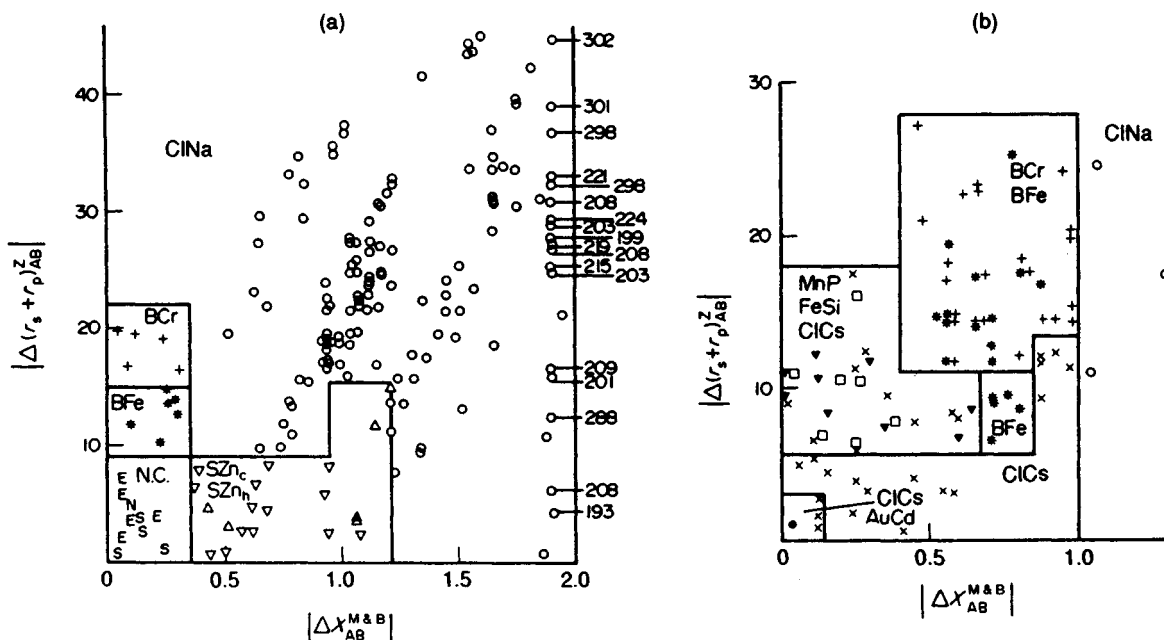 (a)
40
30
20
10
0
0.5
1.0
1.5
2.0
|Δ(r_s + r_p)^Z_AB|
|ΔX^M&B_AB|
ClNa
BCr
BFe
N.C.
E
E
N
E S E
S
E
S
S
SZn_c
SZn_h
302
301
298
221
298
208
224
203
199
219
208
215
203
209
201
288
208
193
(b)
30
20
10
0
0.5
1.0
|Δ(r_s + r_p)^Z_AB|
|ΔX^M&B_AB|
ClNa
BCr
BFe
MnP
FeSi
ClCs
BFe
ClCs
ClCs
AuCd